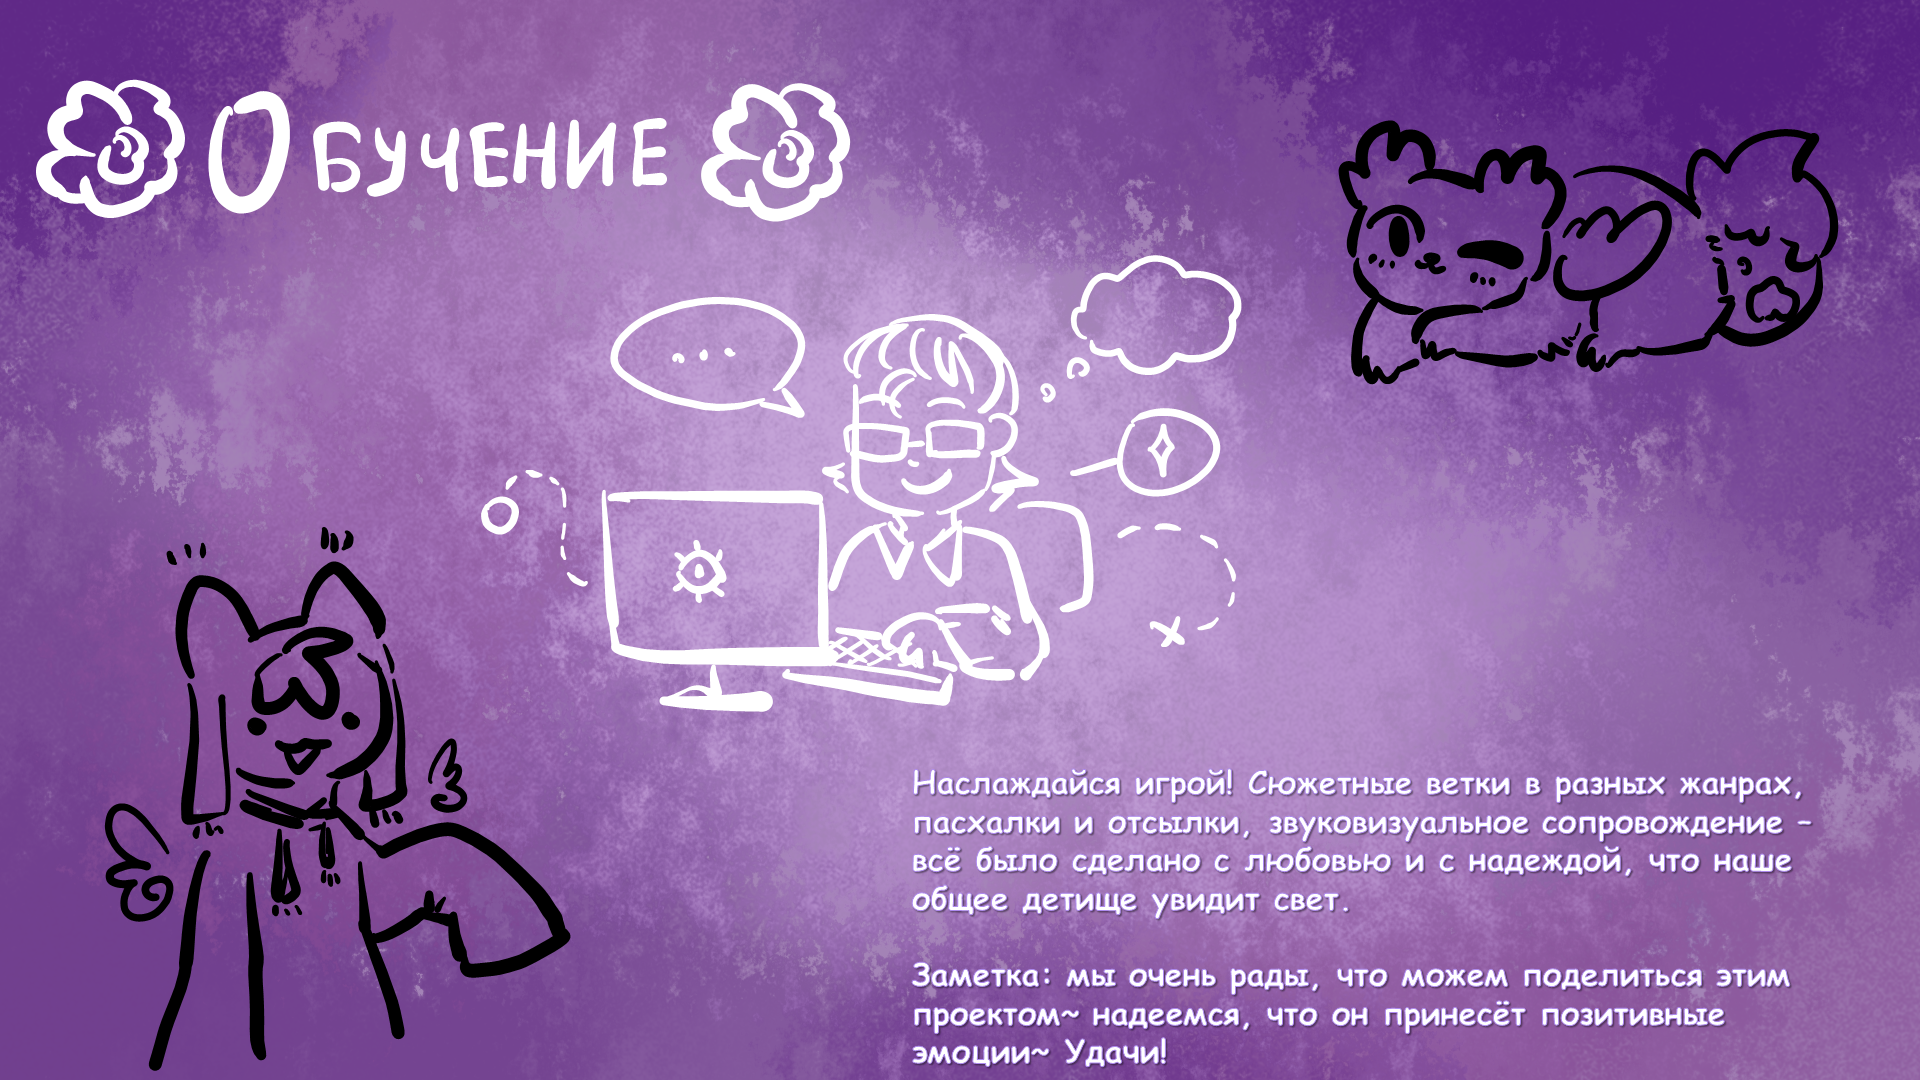 Обучение
...
Наслаждайся игрой! Сюжетные ветки в разных жанрах,
пасхалки и отсылки, звуковизуальное сопровождение –
всё было сделано с любовью и с надеждой, что наше
общее детище увидит свет.
Заметка: мы очень рады, что можем поделиться этим
проектом~ надеемся, что он принесёт позитивные
эмоции~ Удачи!